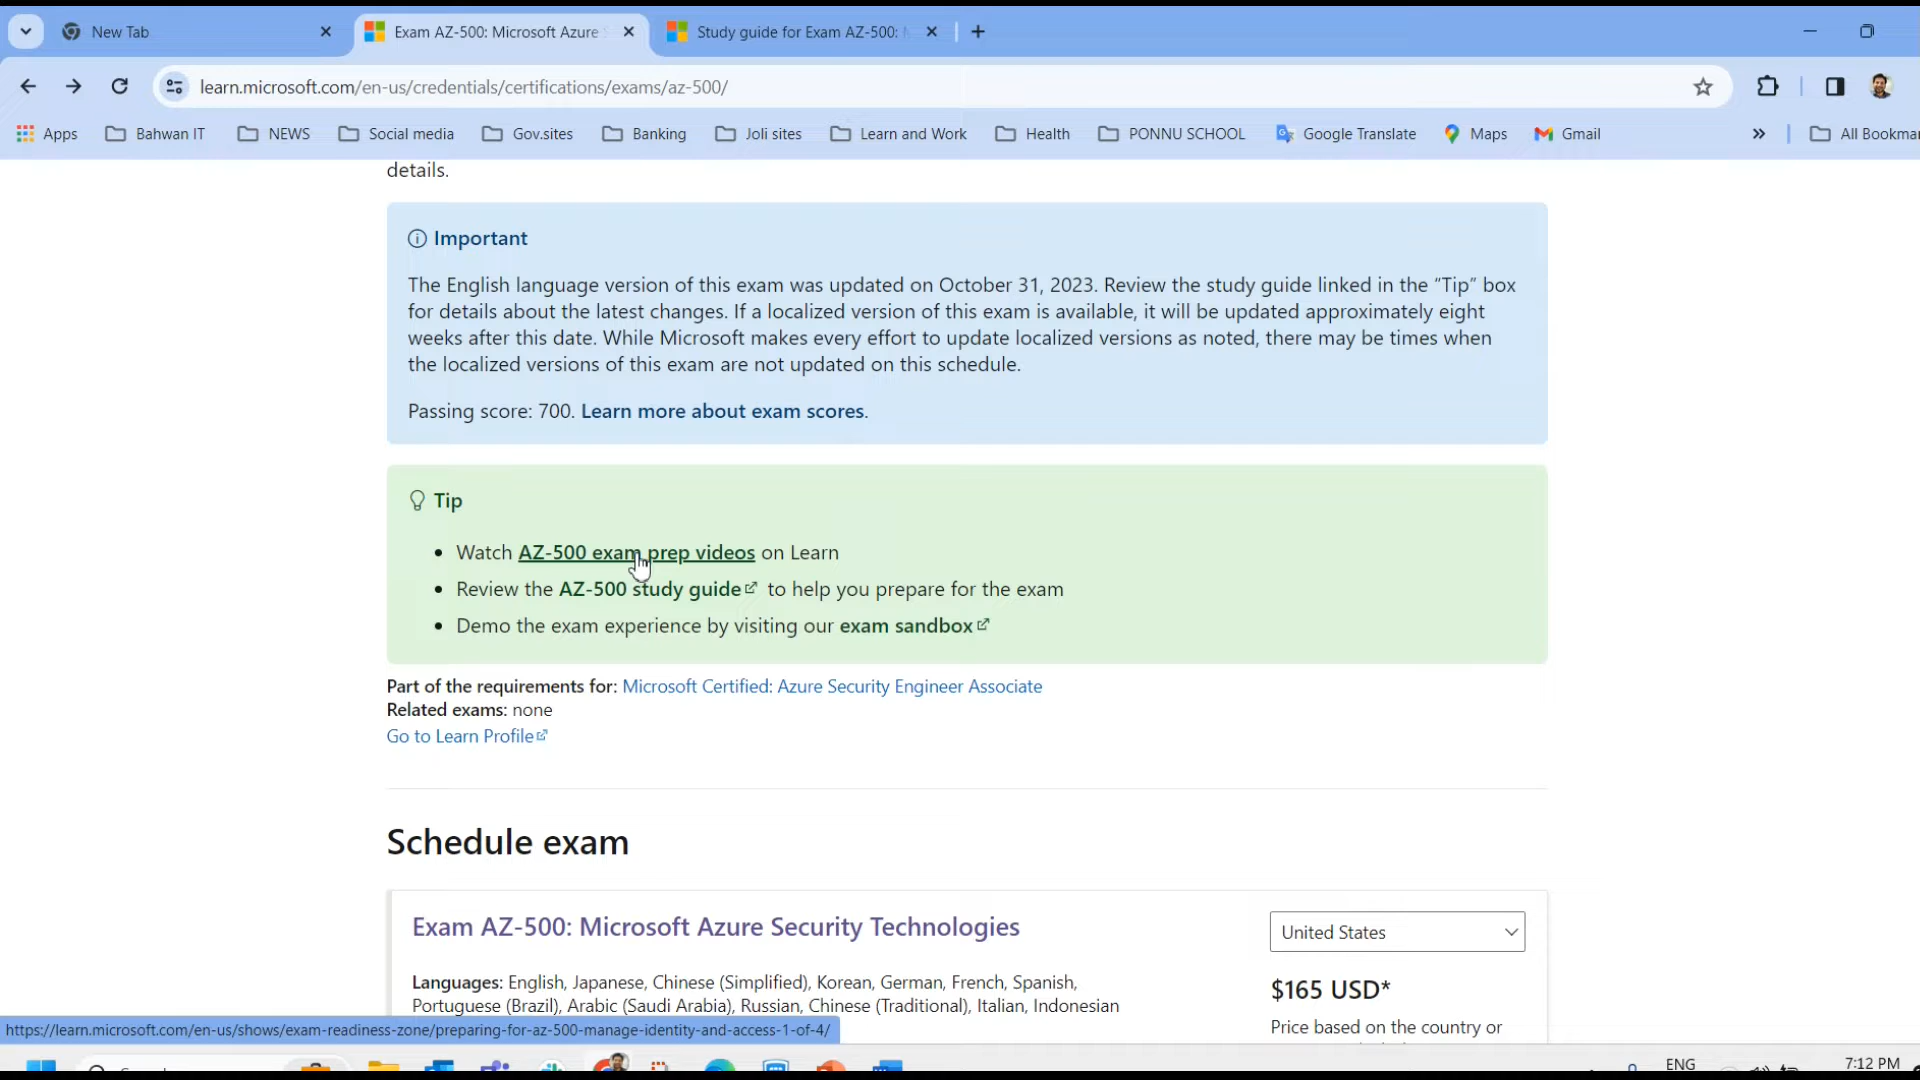 New Tab
Exam AZ-500: Microsoft Azure
Study guide for Exam AZ-500:
learn.microsoft.com/en-us/credentials/certifications/exams/az-500/
Apps Bahwan IT NEWS Social media Gov.sites Banking Joli sites Learn and Work Health PONNU SCHOOL Google Translate Maps Gmail » All Bookma
details.
Important
The English language version of this exam was updated on October 31, 2023. Review the study guide linked in the “Tip” box
for details about the latest changes. If a localized version of this exam is available, it will be updated approximately eight
weeks after this date. While Microsoft makes every effort to update localized versions as noted, there may be times when
the localized versions of this exam are not updated on this schedule.
Passing score: 700. Learn more about exam scores.
Tip
• Watch AZ-500 exam prep videos on Learn
• Review the AZ-500 study guide to help you prepare for the exam
• Demo the exam experience by visiting our exam sandbox
Part of the requirements for: Microsoft Certified: Azure Security Engineer Associate
Related exams: none
Go to Learn Profile
Schedule exam
Exam AZ-500: Microsoft Azure Security Technologies
United States
Languages: English, Japanese, Chinese (Simplified), Korean, German, French, Spanish,
Portuguese (Brazil), Arabic (Saudi Arabia), Russian, Chinese (Traditional), Italian, Indonesian
$165 USD*
Price based on the country or
https://learn.microsoft.com/en-us/shows/exam-readiness-zone/preparing-for-az-500-manage-identity-and-access-1-of-4/
ENG
7:12 PM